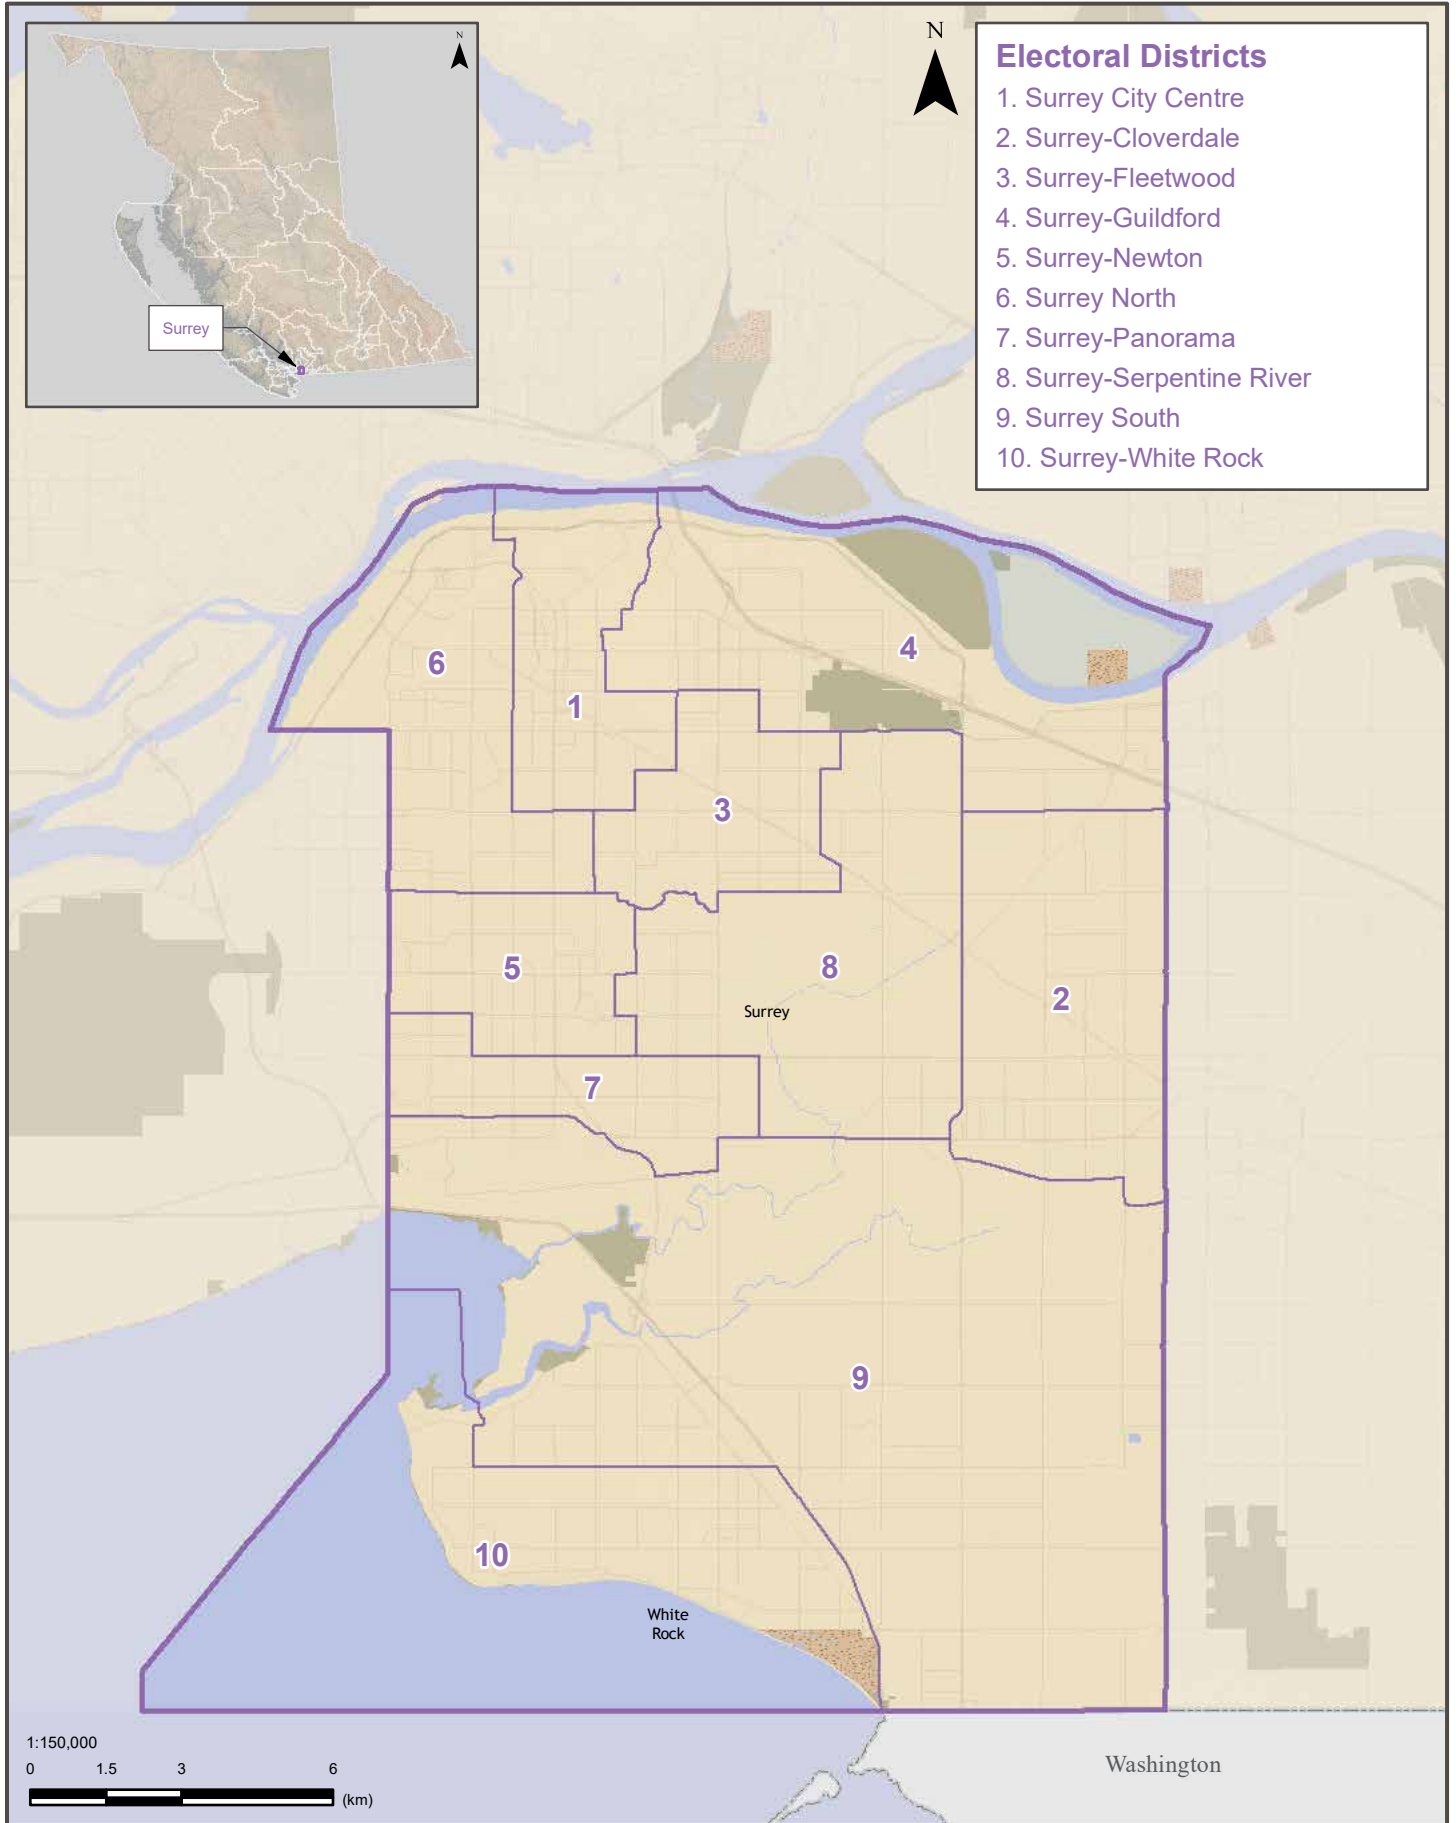 N
Surrey
N
Electoral Districts
1. Surrey City Centre
2. Surrey-Cloverdale
3. Surrey-Fleetwood
4. Surrey-Guildford
5. Surrey-Newton
6. Surrey North
7. Surrey-Panorama
8. Surrey-Serpentine River
9. Surrey South
10. Surrey-White Rock
4
6
1
3
5
8
2
Surrey
7
9
10
White
Rock
1:150,000
0 1.5 3 6
(km)
Washington